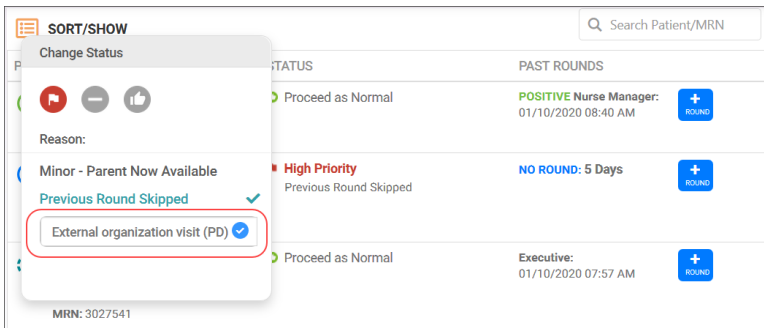 SORT/SHOW
Search Patient/MRN
Change Status
P
STATUS
PAST ROUNDS
Proceed as Normal
POSITIVE Nurse Manager:
01/10/2020 08:40 AM
+
ROUND
Reason:
Minor - Parent Now Available
Previous Round Skipped
High Priority
Previous Round Skipped
NO ROUND: 5 Days
+
ROUND
External organization visit (PD)
Proceed as Normal
Executive:
01/10/2020 07:57 AM
+
ROUND
MRN: 3027541